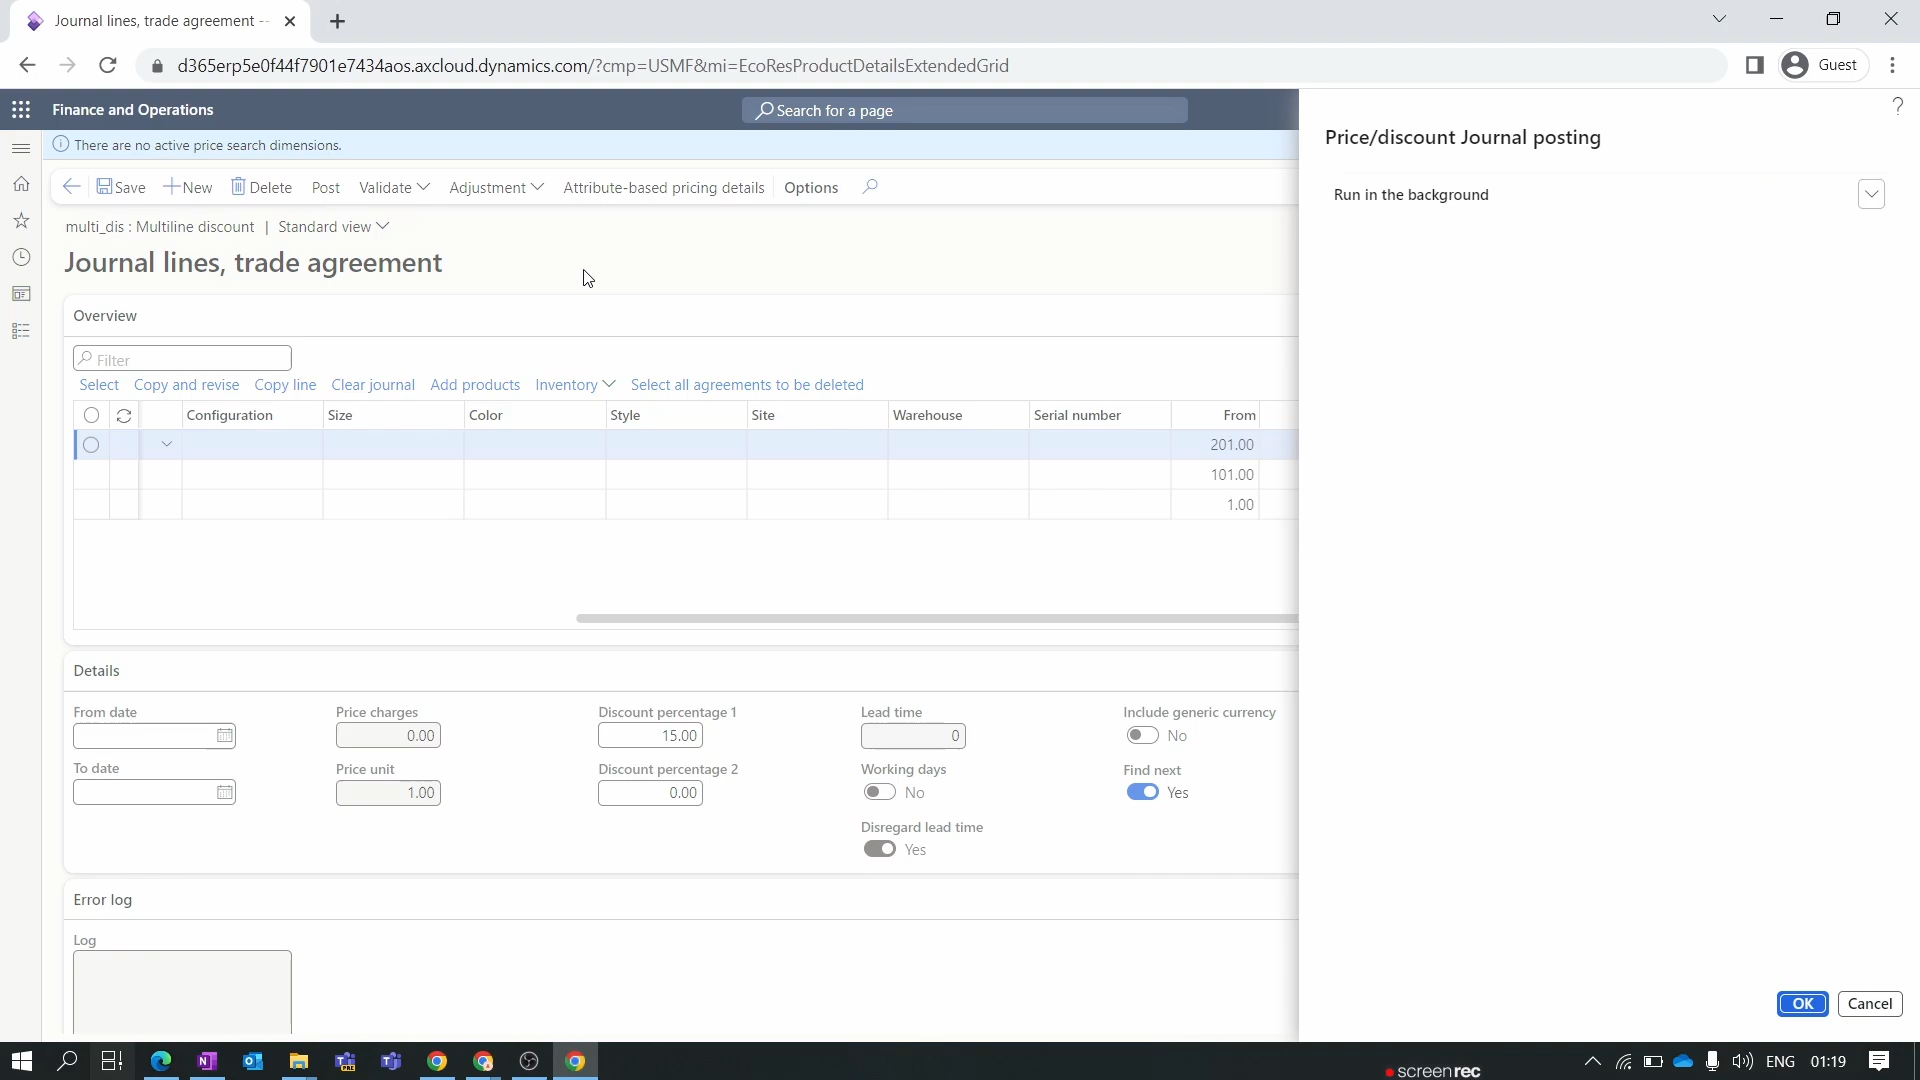 Journal lines, trade agreement --
d365erp5e0f44f7901e7434aos.axcloud.dynamics.com/?cmp=USMF&mi=EcoResProductDetailsExtendedGrid
Guest
Finance and Operations
Search for a page
?
There are no active price search dimensions.
Price/discount Journal posting
Save New Delete Post Validate Adjustment Attribute-based pricing details Options
Run in the background
multi_dis : Multiline discount | Standard view
Journal lines, trade agreement
Overview
Filter
Select Copy and revise Copy line Clear journal Add products Inventory Select all agreements to be deleted
Configuration Size Color Style Site Warehouse Serial number From
201.00
101.00
1.00
Details
From date Price charges Discount percentage 1 Lead time Include generic currency
0.00 15.00 0 No
To date Price unit Discount percentage 2 Working days Find next
1.00 0.00 No Yes
Disregard lead time
Yes
Error log
Log
OK Cancel
ENG 01:19
screenrec